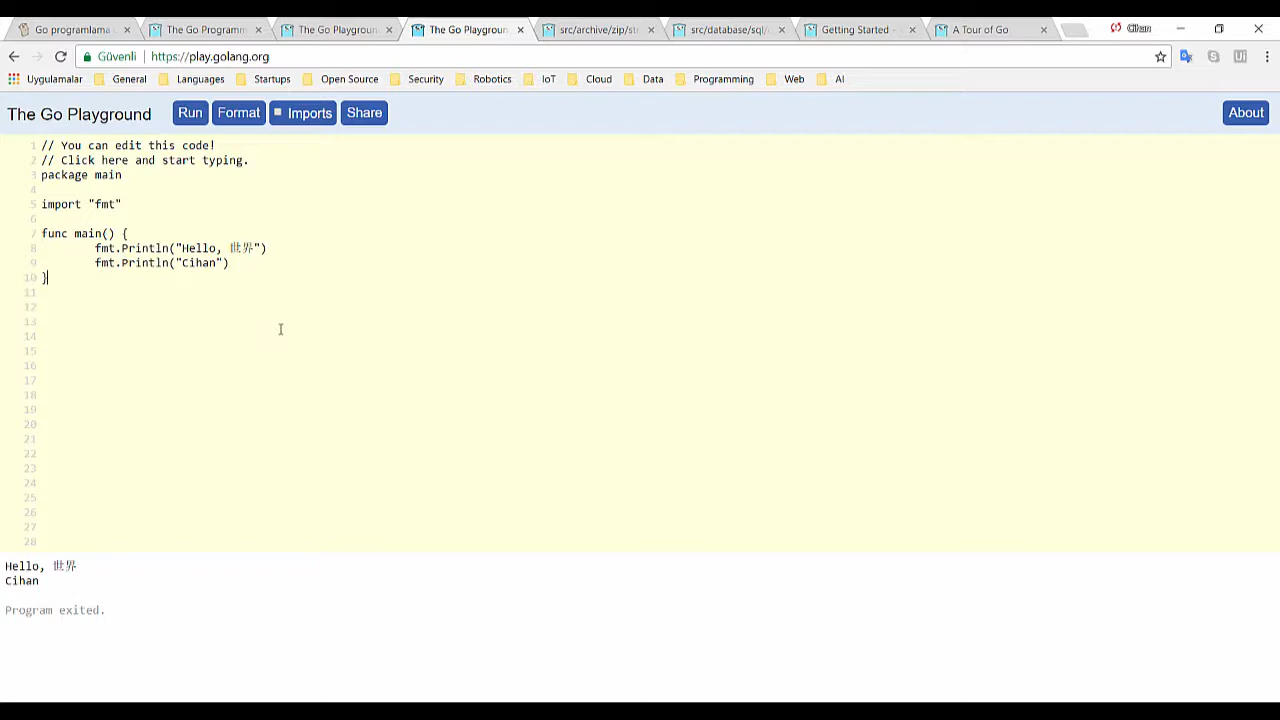 Go programlama
The Go Programm
The Go Playgroun
The Go Playgroun
src/archive/zip/str
src/database/sql/
Getting Started -
A Tour of Go
Cihan
Güvenli
https://play.golang.org
Uygulamalar
General
Languages
Startups
Open Source
Security
Robotics
IoT
Cloud
Data
Programming
Web
AI
The Go Playground
Run
Format
Imports
Share
About
1 // You can edit this code!
2 // Click here and start typing.
3 package main
4
5 import "fmt"
6
7 func main() {
8 fmt.Println("Hello, 世界")
9 fmt.Println("Cihan")
10 }
11
12
13
14
15
16
17
18
19
20
21
22
23
24
25
26
27
28
Hello, 世界
Cihan
Program exited.